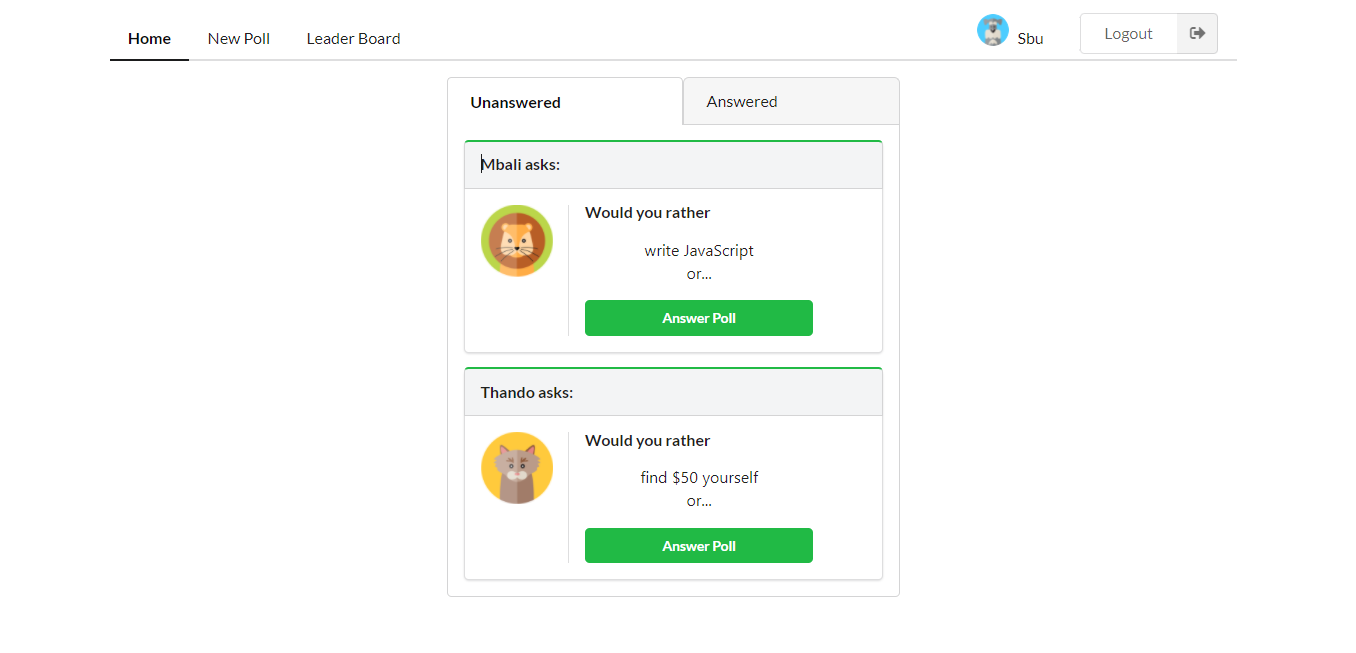 Home New Poll Leader Board Sbu Logout
Unanswered Answered
Mbali asks:
Would you rather
write JavaScript
or...
Answer Poll
Thando asks:
Would you rather
find $50 yourself
or...
Answer Poll